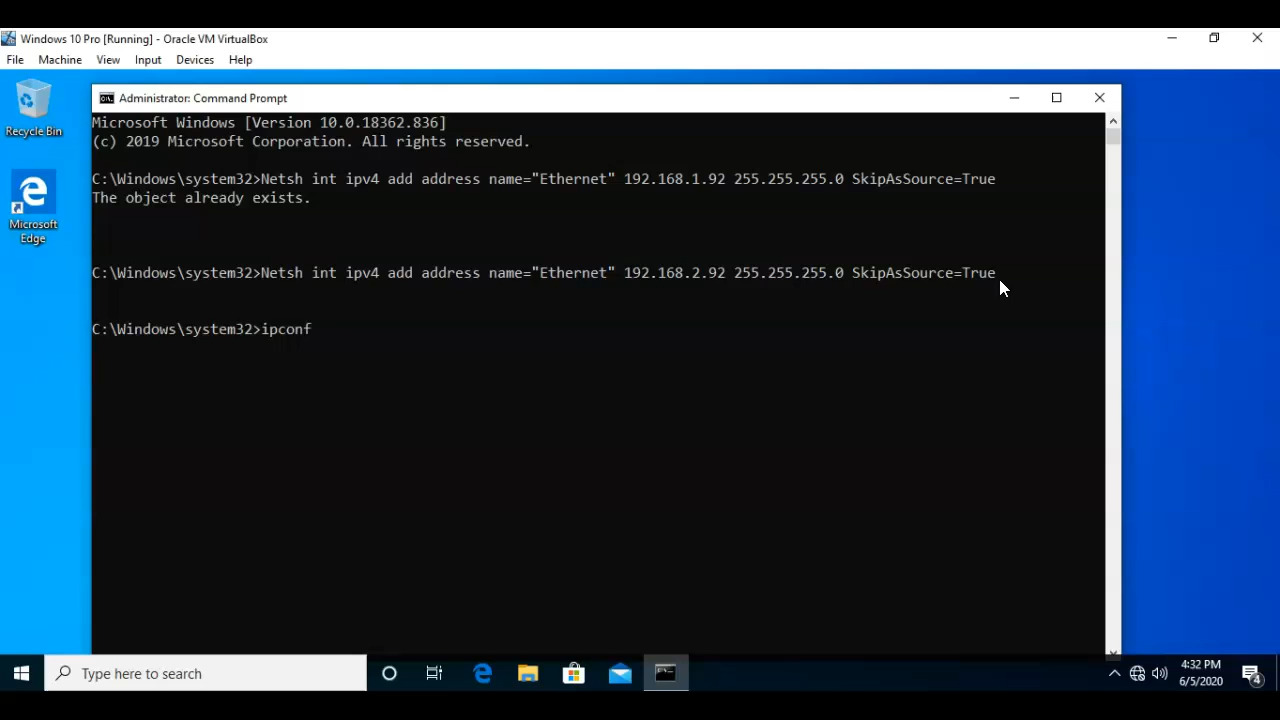 Windows 10 Pro [Running] - Oracle VM VirtualBox
File Machine View Input Devices Help
Recycle Bin
Microsoft Edge
Administrator: Command Prompt
Microsoft Windows [Version 10.0.18362.836]
(c) 2019 Microsoft Corporation. All rights reserved.
C:\Windows\system32>Netsh int ipv4 add address name="Ethernet" 192.168.1.92 255.255.255.0 SkipAsSource=True
The object already exists.
C:\Windows\system32>Netsh int ipv4 add address name="Ethernet" 192.168.2.92 255.255.255.0 SkipAsSource=True
C:\Windows\system32>ipconf
Type here to search
4:32 PM
6/5/2020
4